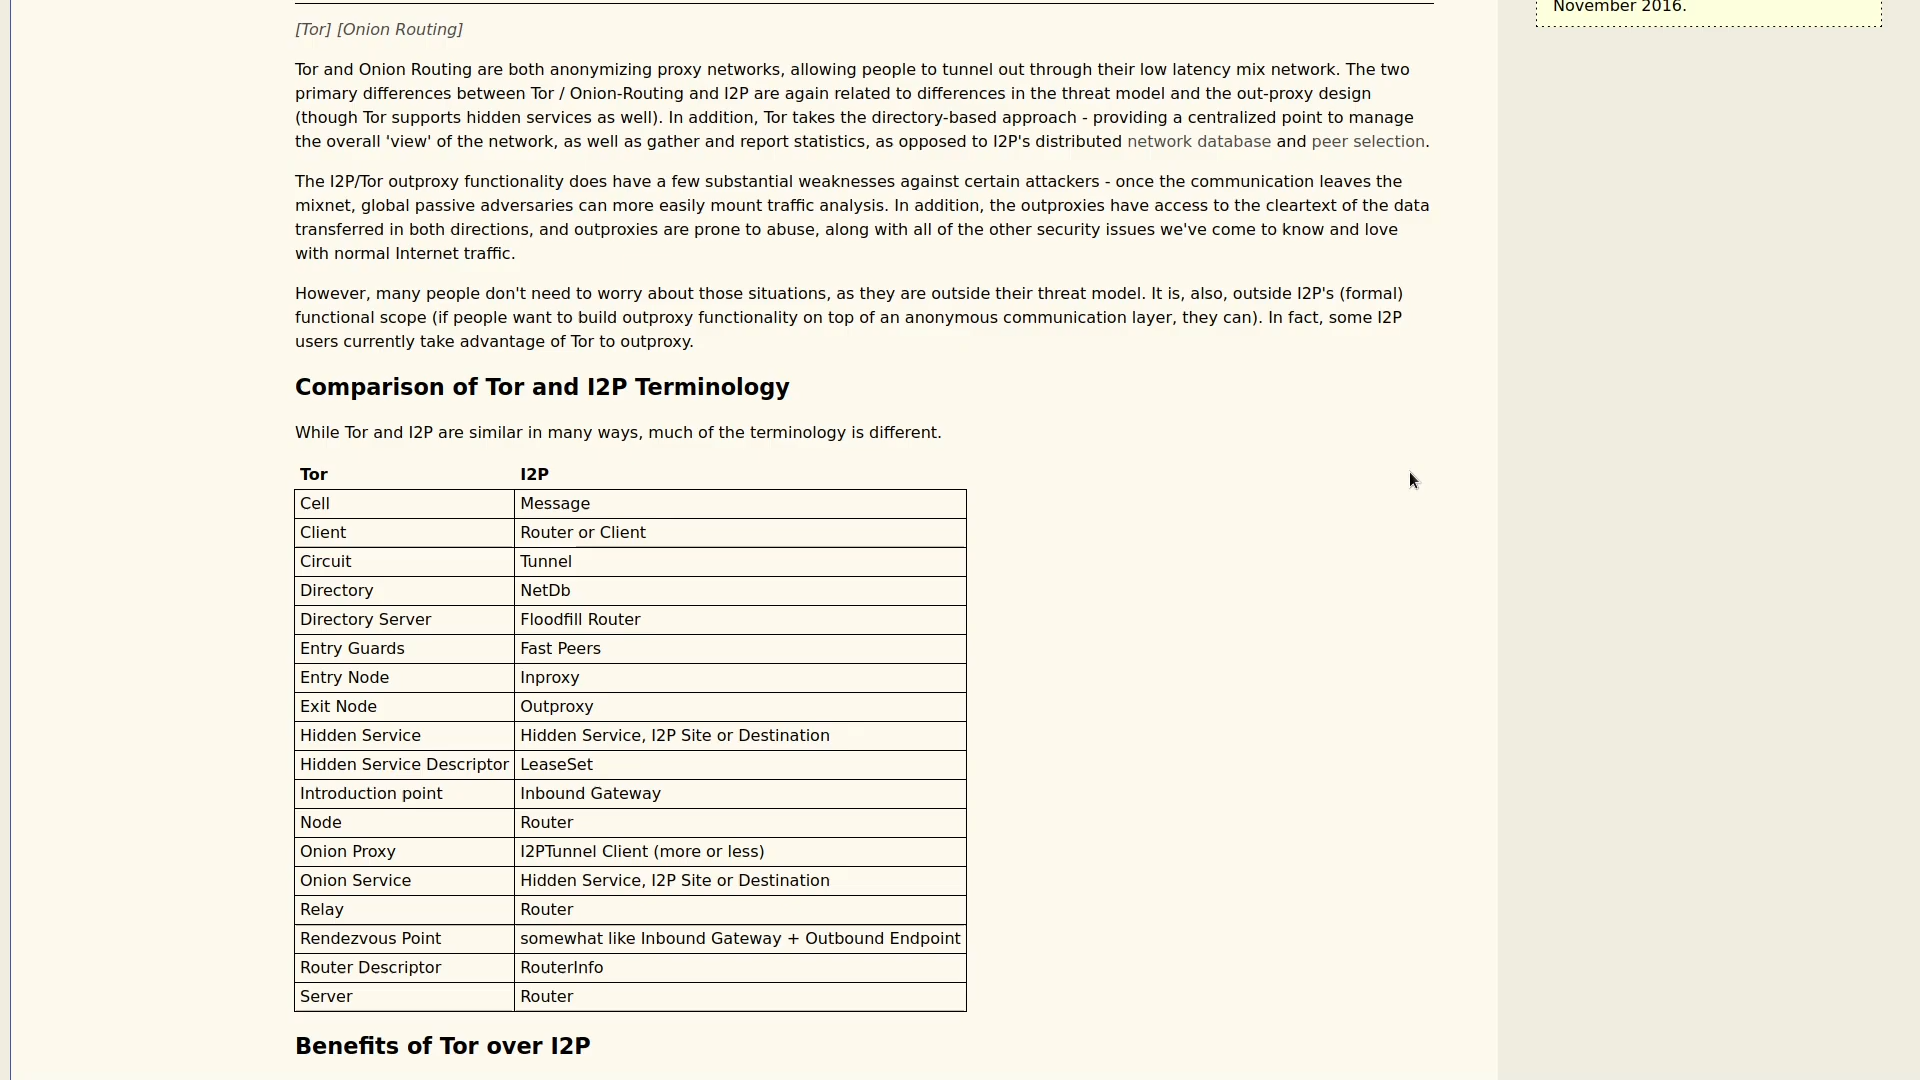 November 2016.
[Tor] [Onion Routing]
Tor and Onion Routing are both anonymizing proxy networks, allowing people to tunnel out through their low latency mix network. The two
primary differences between Tor / Onion-Routing and I2P are again related to differences in the threat model and the out-proxy design
(though Tor supports hidden services as well). In addition, Tor takes the directory-based approach - providing a centralized point to manage
the overall 'view' of the network, as well as gather and report statistics, as opposed to I2P's distributed network database and peer selection.
The I2P/Tor outproxy functionality does have a few substantial weaknesses against certain attackers - once the communication leaves the
mixnet, global passive adversaries can more easily mount traffic analysis. In addition, the outproxies have access to the cleartext of the data
transferred in both directions, and outproxies are prone to abuse, along with all of the other security issues we've come to know and love
with normal Internet traffic.
However, many people don't need to worry about those situations, as they are outside their threat model. It is, also, outside I2P's (formal)
functional scope (if people want to build outproxy functionality on top of an anonymous communication layer, they can). In fact, some I2P
users currently take advantage of Tor to outproxy.
Comparison of Tor and I2P Terminology
While Tor and I2P are similar in many ways, much of the terminology is different.
Tor I2P
Cell Message
Client Router or Client
Circuit Tunnel
Directory NetDb
Directory Server Floodfill Router
Entry Guards Fast Peers
Entry Node Inproxy
Exit Node Outproxy
Hidden Service Hidden Service, I2P Site or Destination
Hidden Service Descriptor LeaseSet
Introduction point Inbound Gateway
Node Router
Onion Proxy I2PTunnel Client (more or less)
Onion Service Hidden Service, I2P Site or Destination
Relay Router
Rendezvous Point somewhat like Inbound Gateway + Outbound Endpoint
Router Descriptor RouterInfo
Server Router
Benefits of Tor over I2P